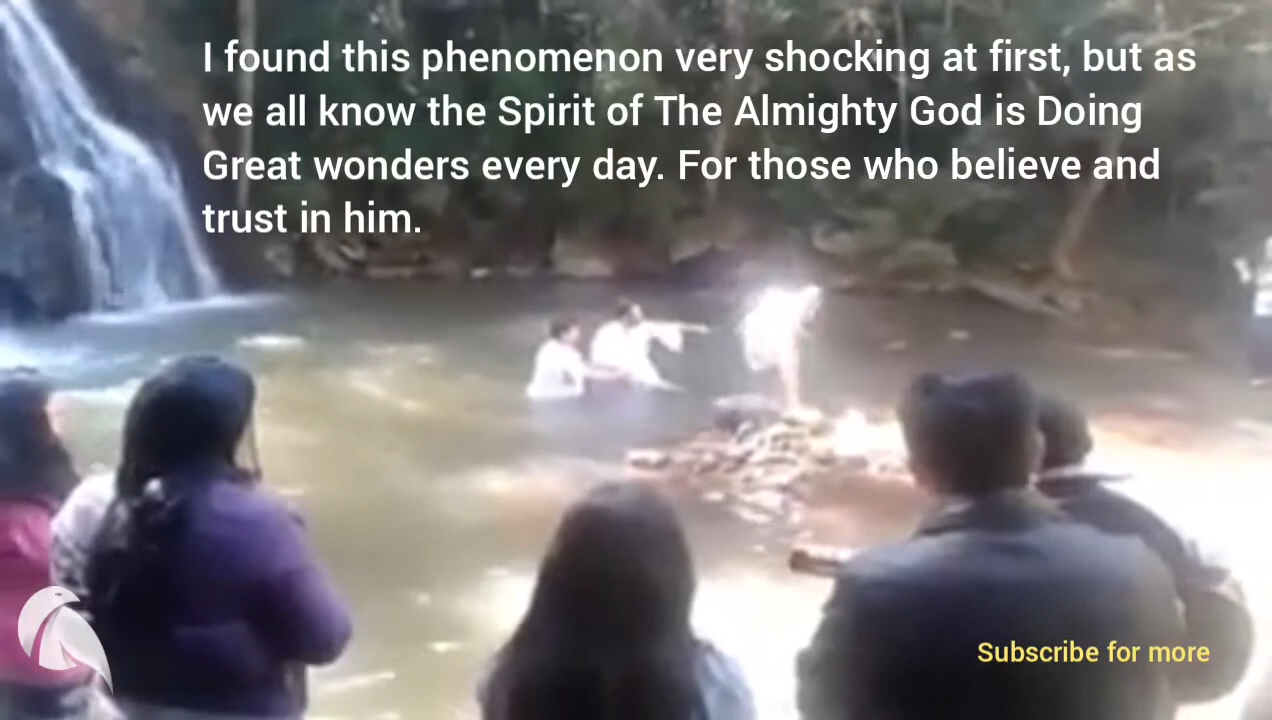 I found this phenomenon very shocking at first, but as
we all know the Spirit of The Almighty God is Doing
Great wonders every day. For those who believe and
trust in him.
Subscribe for more